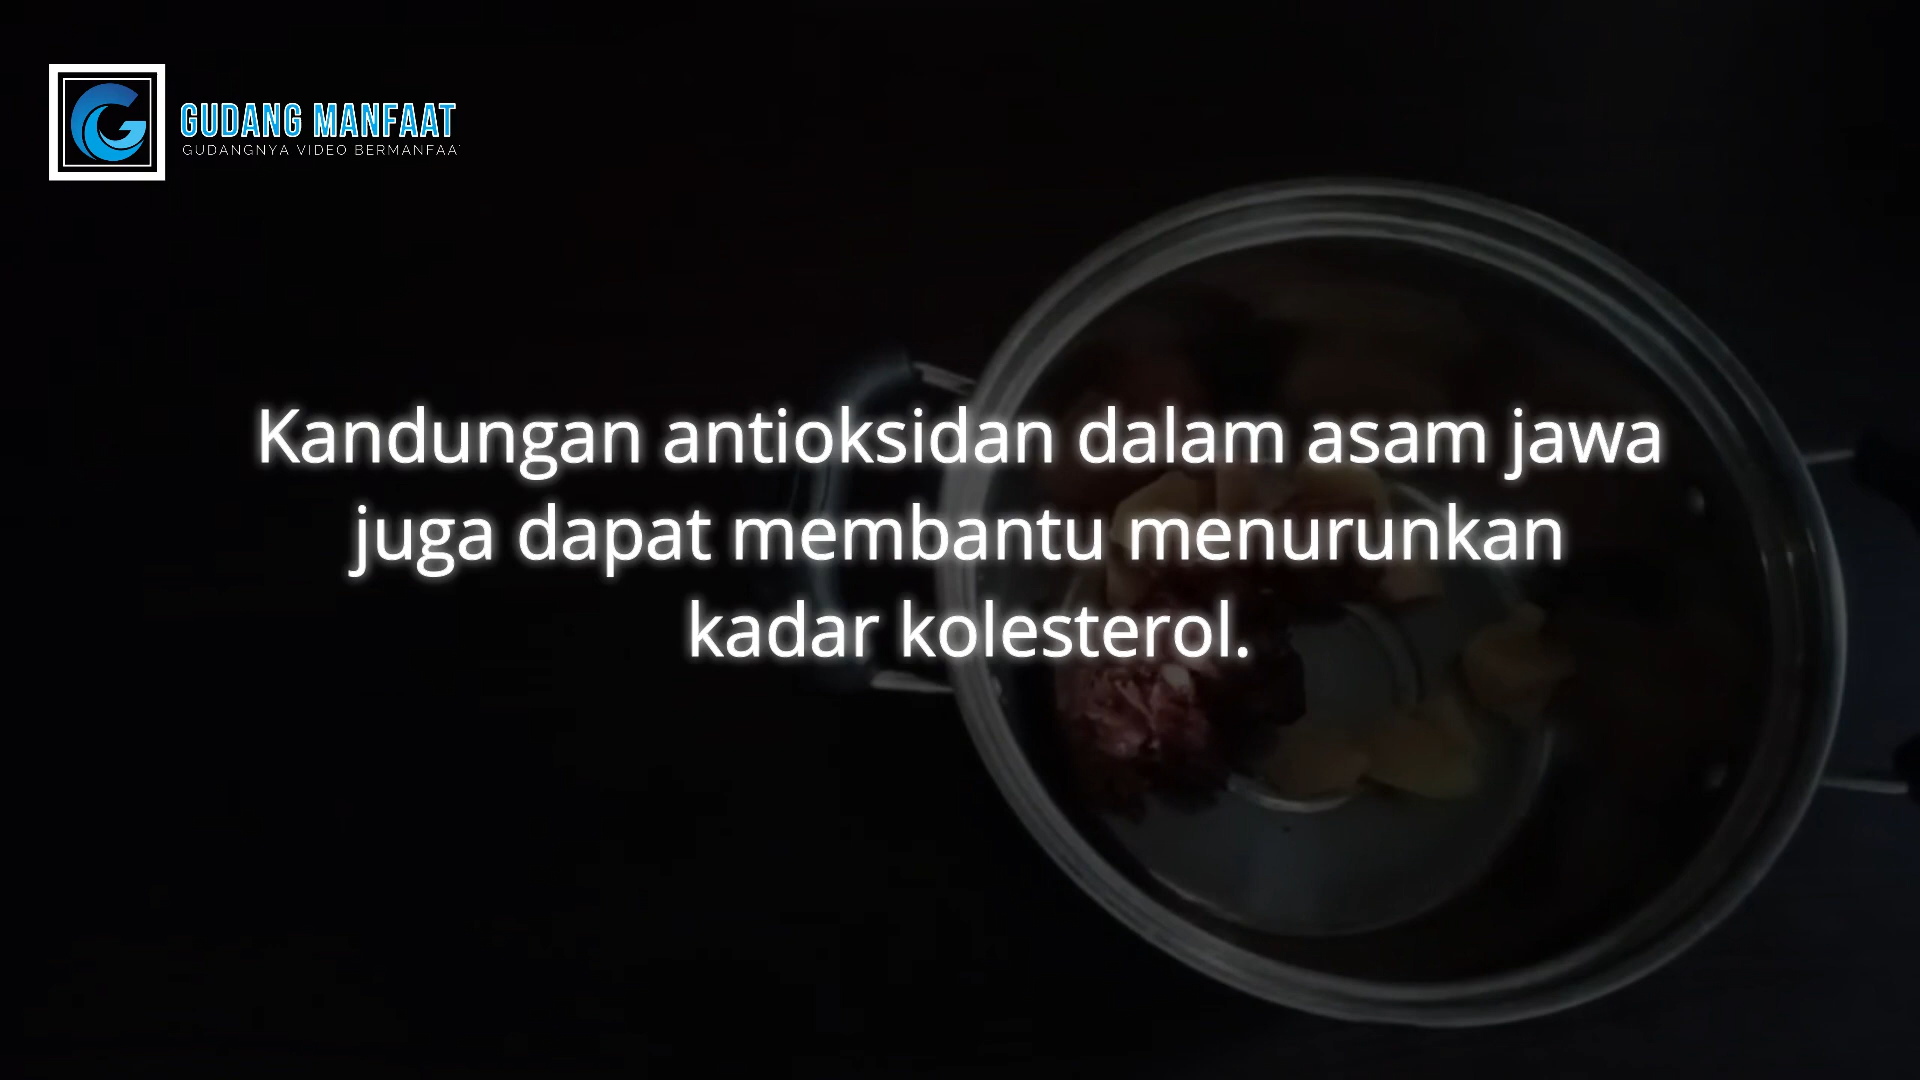 GUDANG MANFAAT
GUDANGNYA VIDEO BERMANFAA
Kandungan antioksidan dalam asam jawa
juga dapat membantu menurunkan
kadar kolesterol.